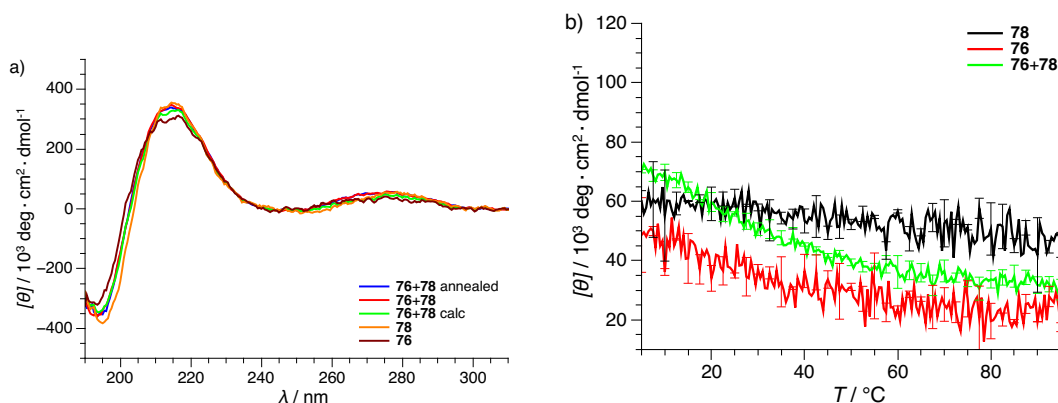 a)
[θ] / 10³ deg · cm² · dmol⁻¹
400
200
0
−200
−400
200 220 240 260 280 300
λ / nm
76+78 annealed
76+78
76+78 calc
78
76
b)
[θ] / 10³ deg · cm² · dmol⁻¹
120
100
80
60
40
20
20 40 60 80
T / °C
78
76
76+78